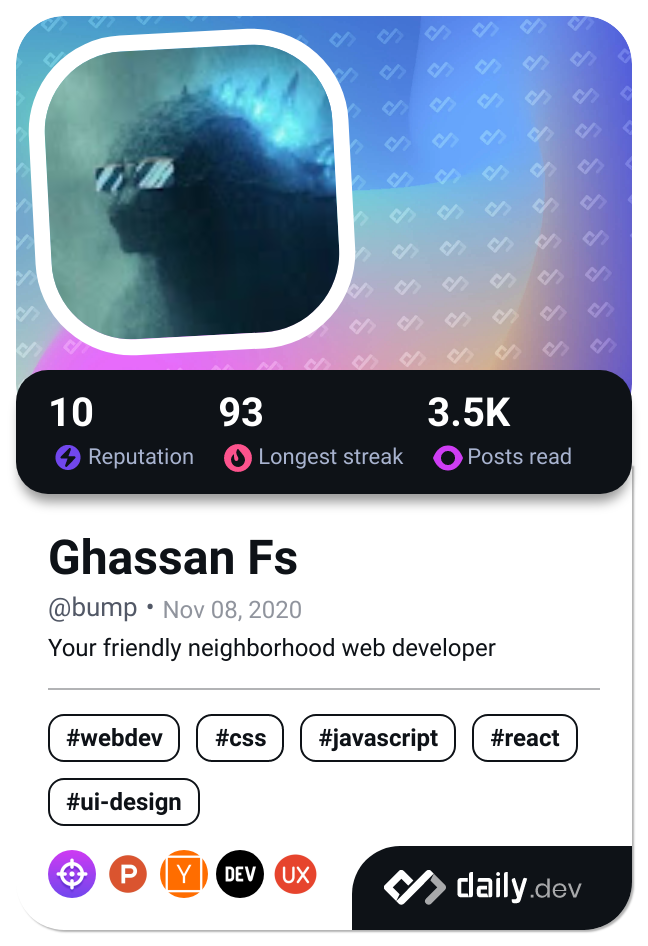 10 93 3.5K
Reputation Longest streak Posts read
Ghassan Fs
@bump • Nov 08, 2020
Your friendly neighborhood web developer
#webdev #css #javascript #react
#ui-design
P Y DEV UX daily.dev